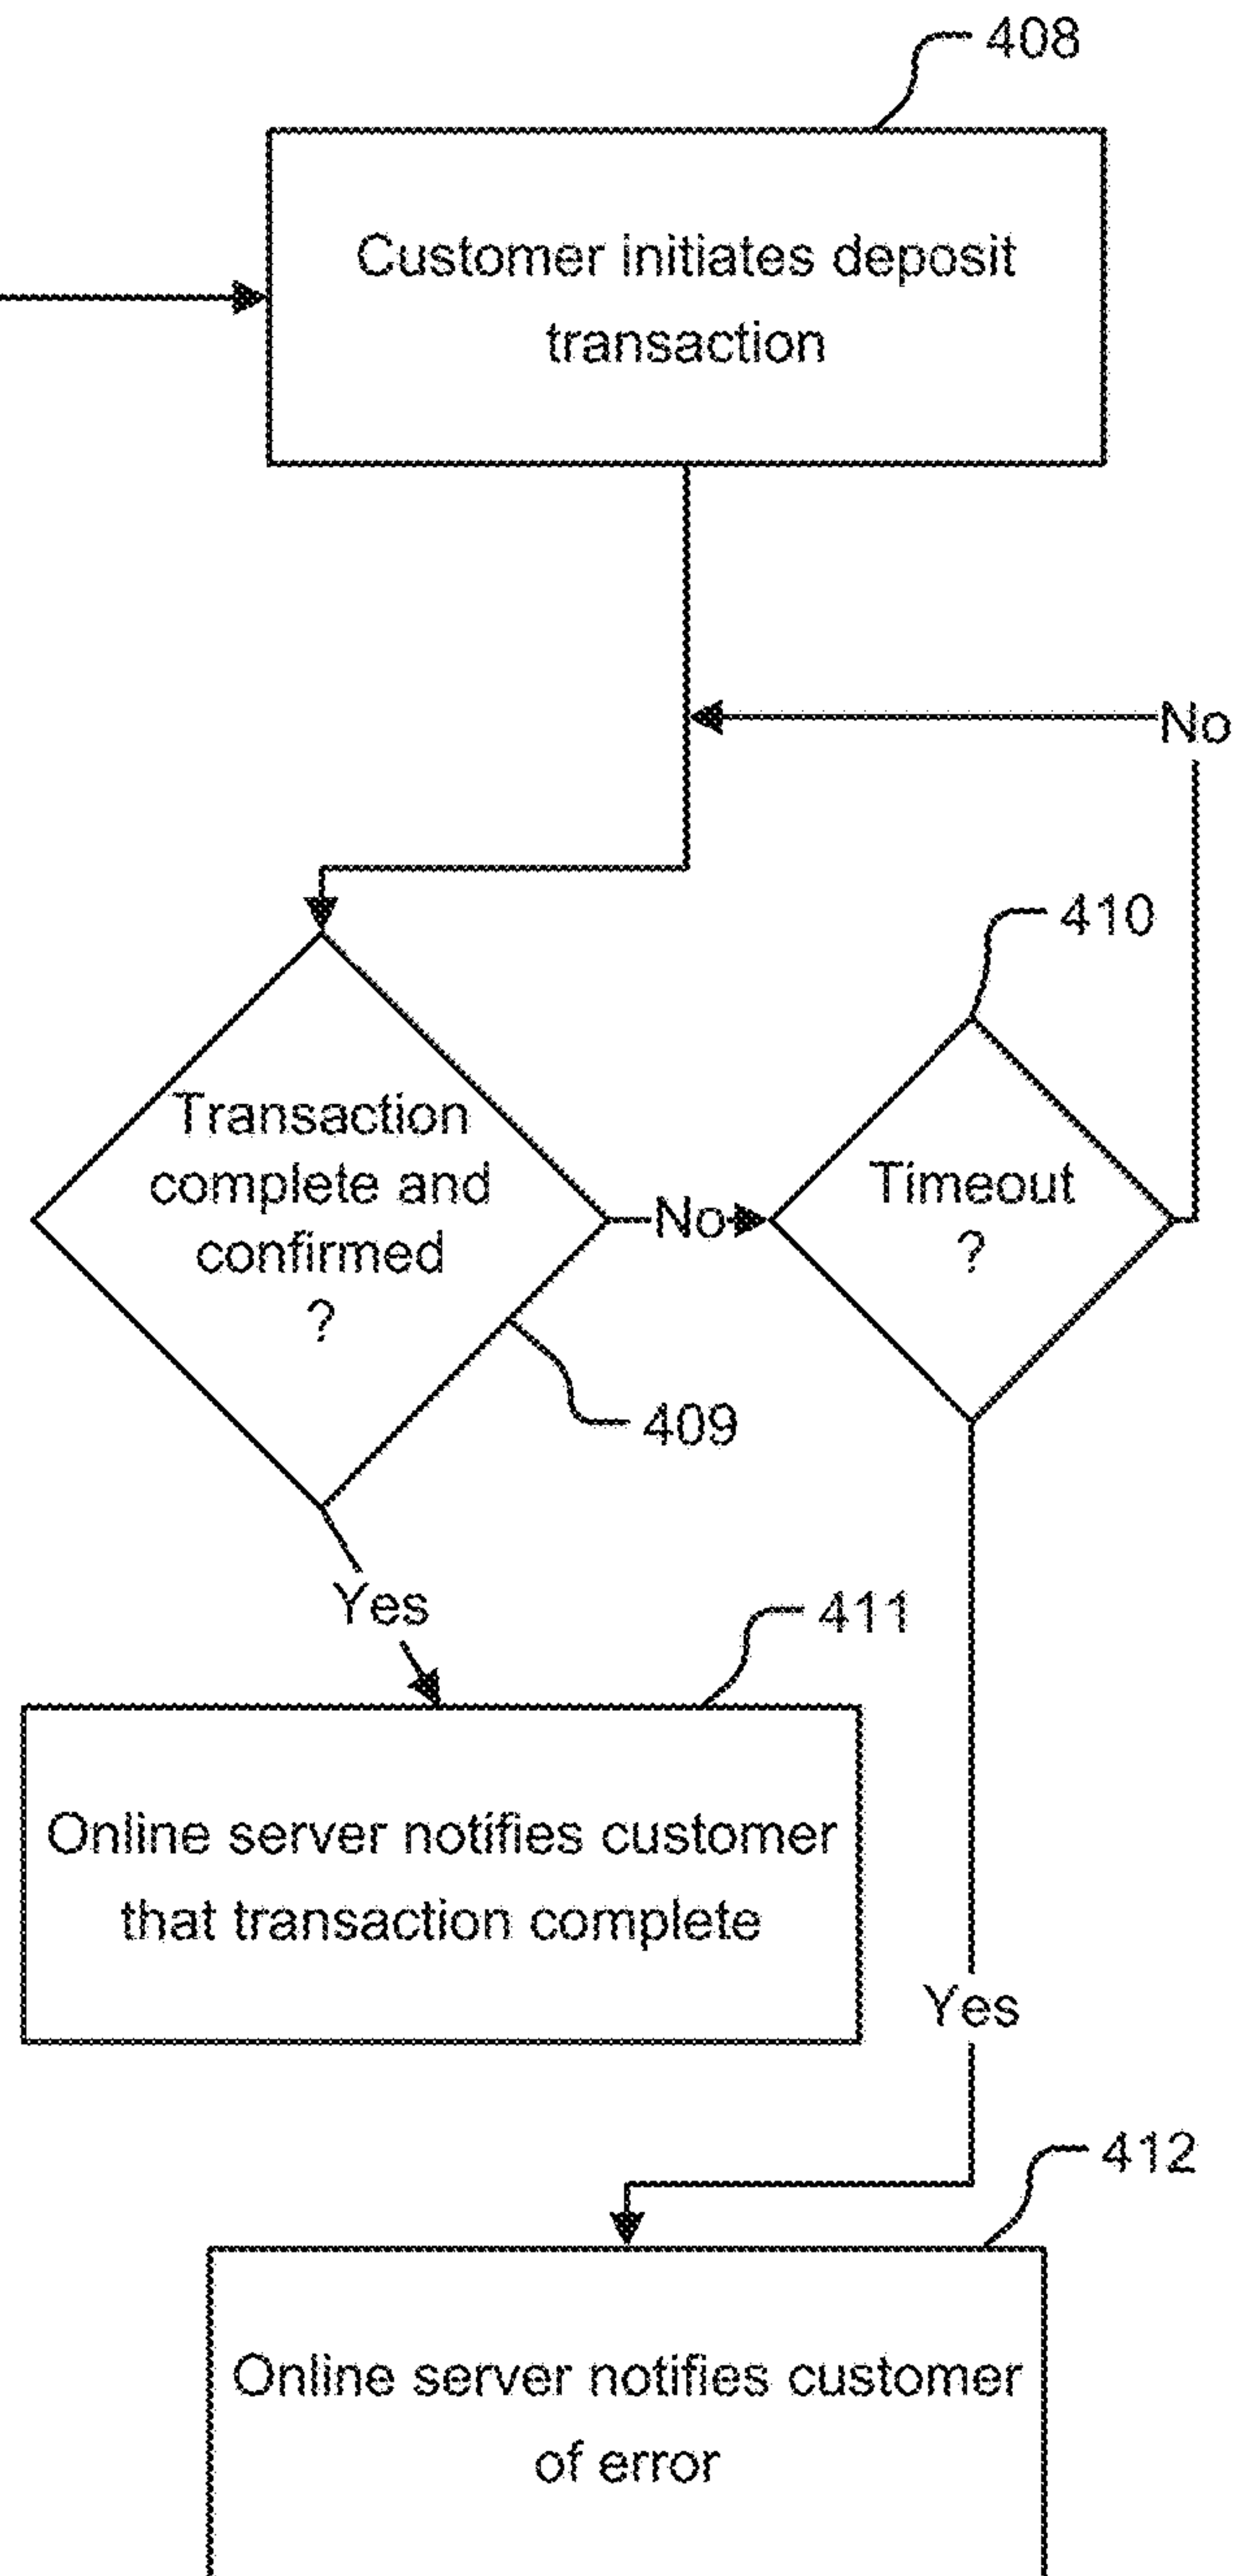 408
Customer initiates deposit
transaction
No
410
Transaction
complete and
confirmed
?
No
Timeout
?
409
Yes
411
Online server notifies customer
that transaction complete
Yes
412
Online server notifies customer
of error